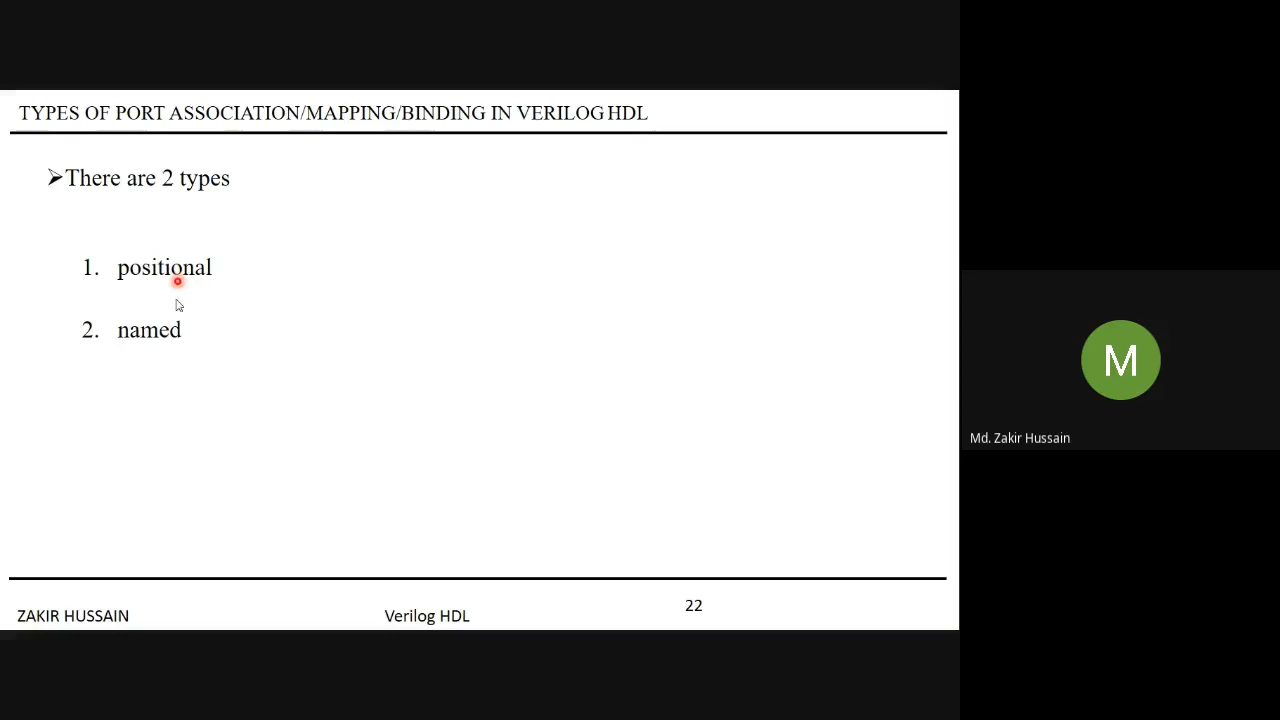 TYPES OF PORT ASSOCIATION/MAPPING/BINDING IN VERILOG HDL
➢There are 2 types
1. positional
2. named
M
Md. Zakir Hussain
ZAKIR HUSSAIN
Verilog HDL
22